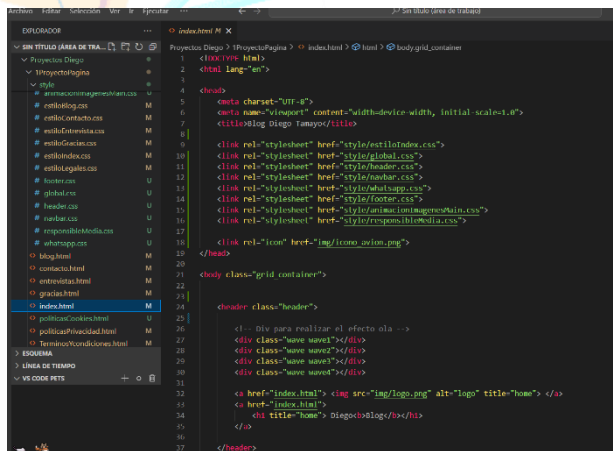 Archivo Editar Selección Ver Ir Ejecutar ... Sin título (área de trabajo)
EXPLORADOR ...
SIN TÍTULO (ÁREA DE TRA...
Proyectos Diego
1ProyectoPagina
style
# animacionImagenesMain.css U
# estiloBlog.css M
# estiloContacto.css M
# estiloEntrevista.css M
# estiloGracias.css M
# estiloIndex.css M
# estiloLegales.css M
# footer.css U
# global.css U
# header.css U
# navbar.css U
# responsibleMedia.css U
# whatsapp.css U
blog.html M
contacto.html M
entrevistas.html M
gracias.html M
index.html M
politicasCookies.html U
politicasPrivacidad.html M
TerminosYcondiciones.html M
ESQUEMA
LÍNEA DE TIEMPO
VS CODE PETS
index.html M X
Proyectos Diego > 1ProyectoPagina > index.html > html > body.grid_container
1 <!DOCTYPE html>
2 <html lang="en">
3
4 <head>
5 <meta charset="UTF-8">
6 <meta name="viewport" content="width=device-width, initial-scale=1.0">
7 <title>Blog Diego Tamayo</title>
8
9 <link rel="stylesheet" href="style/estiloIndex.css">
10 <link rel="stylesheet" href="style/global.css">
11 <link rel="stylesheet" href="style/header.css">
12 <link rel="stylesheet" href="style/navbar.css">
13 <link rel="stylesheet" href="style/whatsapp.css">
14 <link rel="stylesheet" href="style/footer.css">
15 <link rel="stylesheet" href="style/animacionImagenesMain.css">
16 <link rel="stylesheet" href="style/responsibleMedia.css">
17
18 <link rel="icon" href="img/icono_avion.png">
19 </head>
20
21 <body class="grid_container">
22
23
24 <header class="header">
25
26 <!-- Div para realizar el efecto ola -->
27 <div class="wave wave1"></div>
28 <div class="wave wave2"></div>
29 <div class="wave wave3"></div>
30 <div class="wave wave4"></div>
31
32 <a href="index.html"> <img src="img/logo.png" alt="logo" title="home"> </a>
33 <a href="index.html">
34 <h1 title="home"> Diego<b>Blog</b></h1>
35 </a>
36
37 </header>